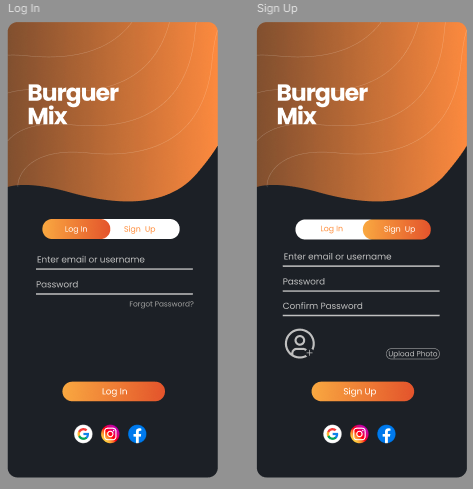 Log In
Burguer
Mix
Log In
Sign Up
Enter email or username
Password
Forgot Password?
Log In
Sign Up
Burguer
Mix
Log In
Sign Up
Enter email or username
Password
Confirm Password
Upload Photo
Sign Up